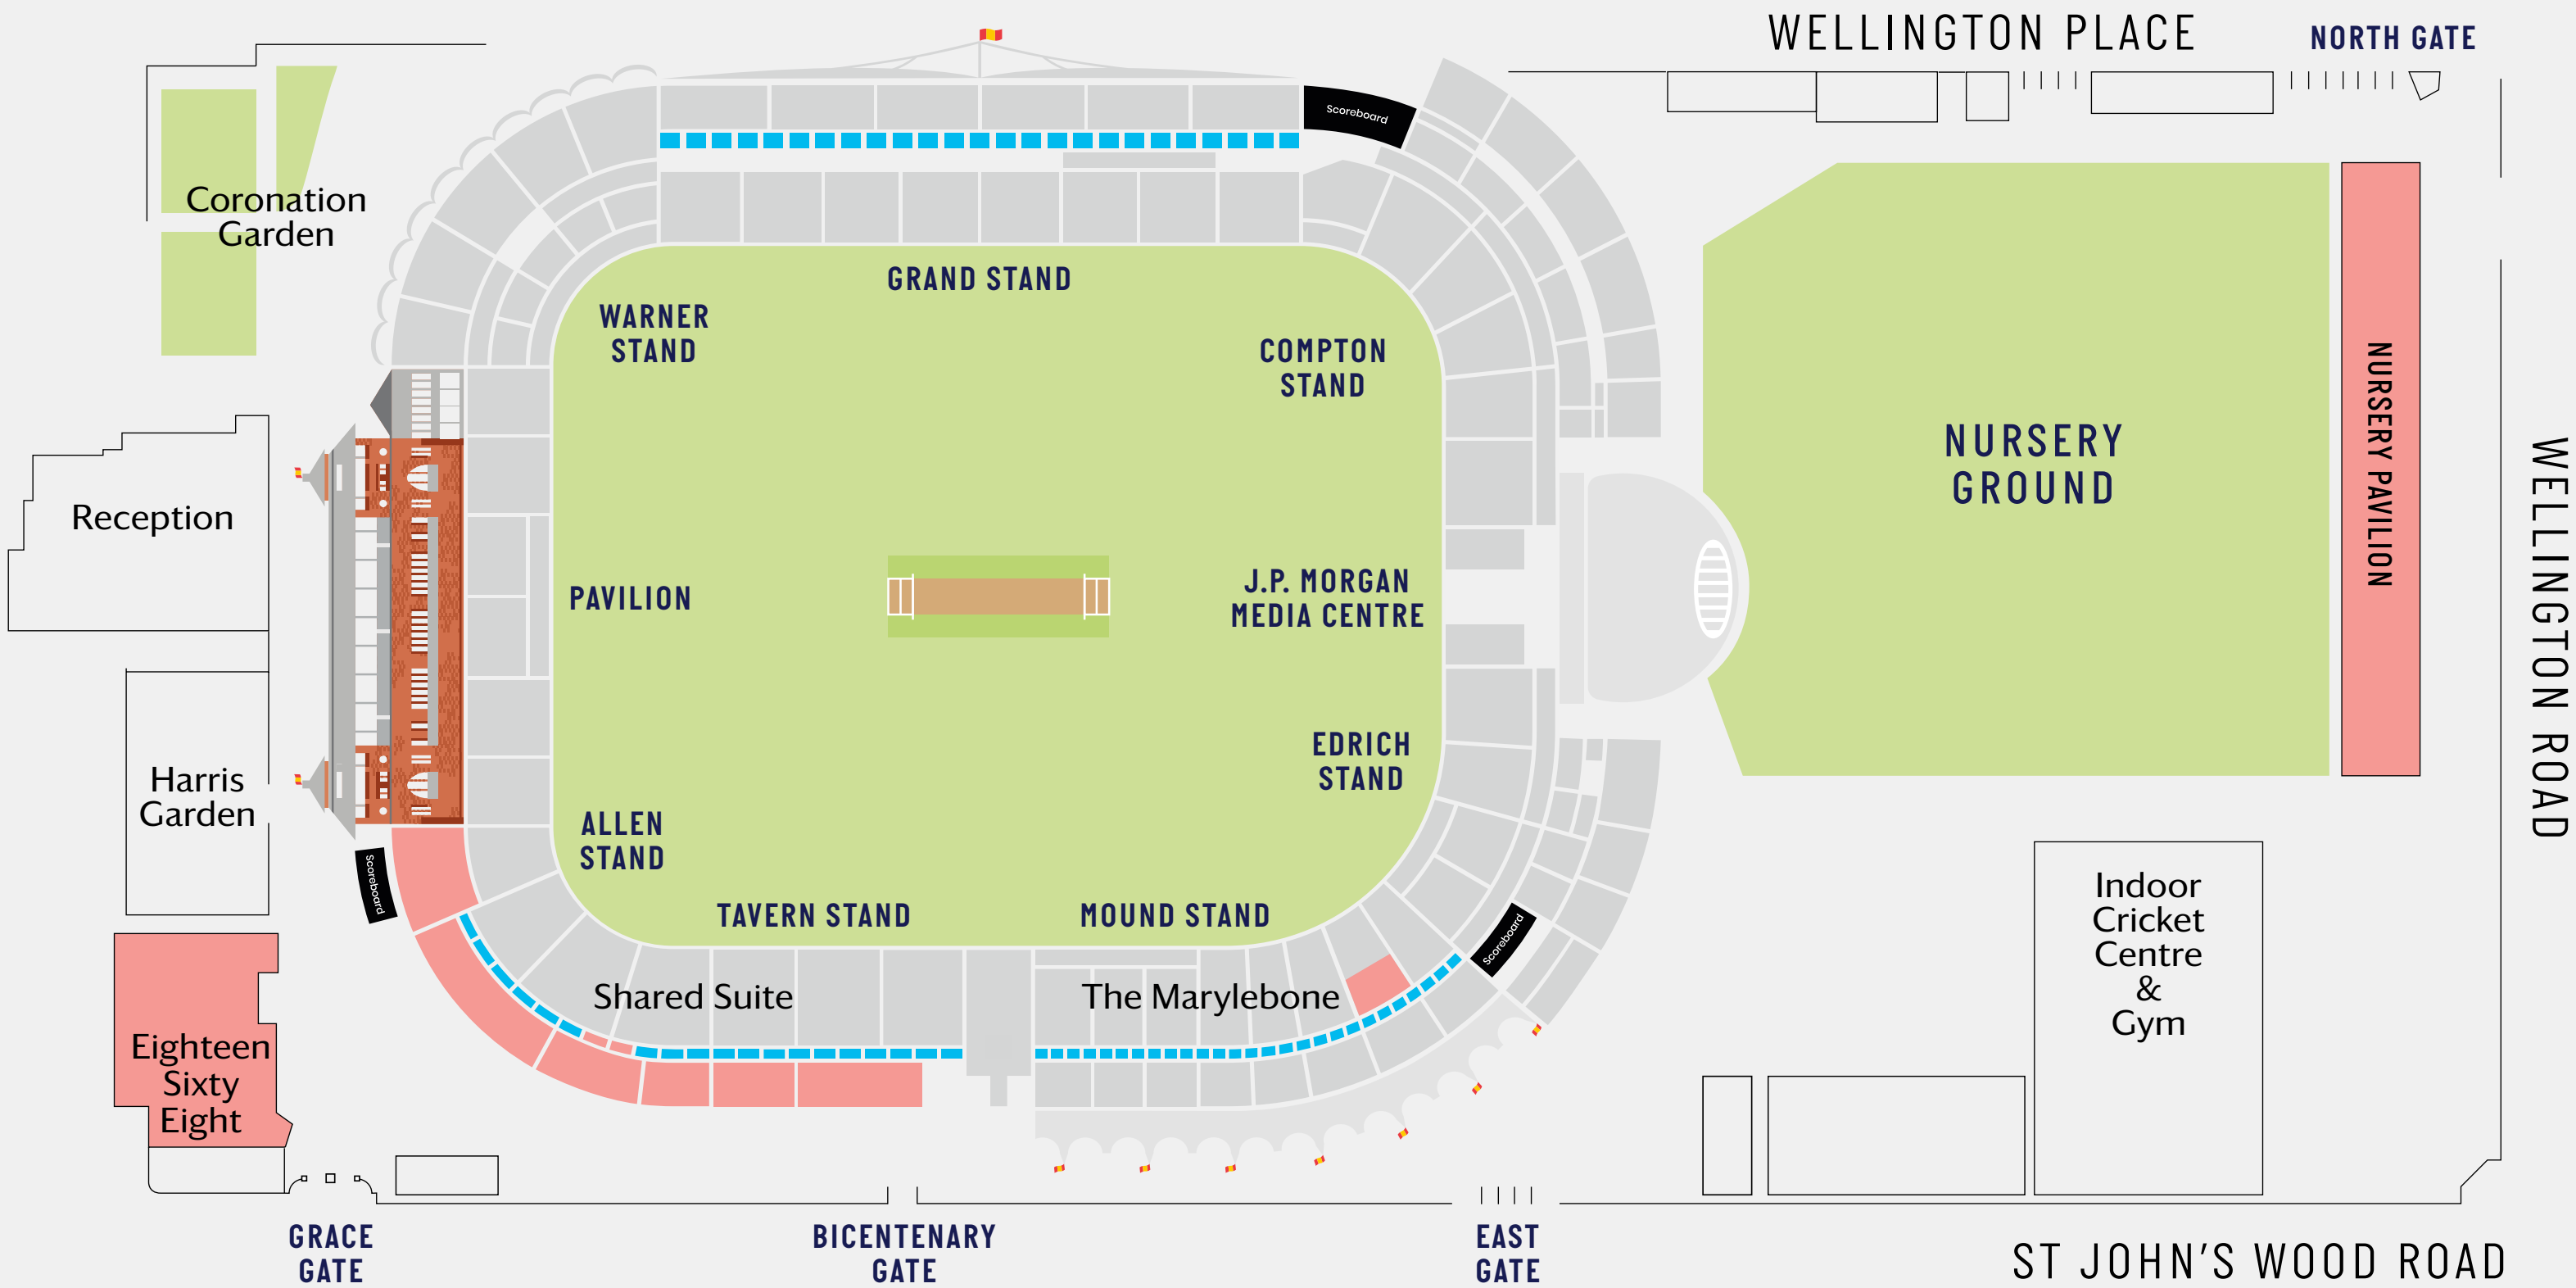 WELLINGTON PLACE
NORTH GATE
Scoreboard
Coronation
Garden
GRAND STAND
WARNER
STAND
COMPTON
STAND
NURSERY
GROUND
NURSERY PAVILION
WELLINGTON ROAD
Reception
PAVILION
J.P. MORGAN
MEDIA CENTRE
EDRICH
STAND
Harris
Garden
ALLEN
STAND
Scoreboard
TAVERN STAND
MOUND STAND
Scoreboard
Indoor
Cricket
Centre
&
Gym
Shared Suite
The Marylebone
Eighteen
Sixty
Eight
GRACE
GATE
BICENTENARY
GATE
EAST
GATE
ST JOHN’S WOOD ROAD